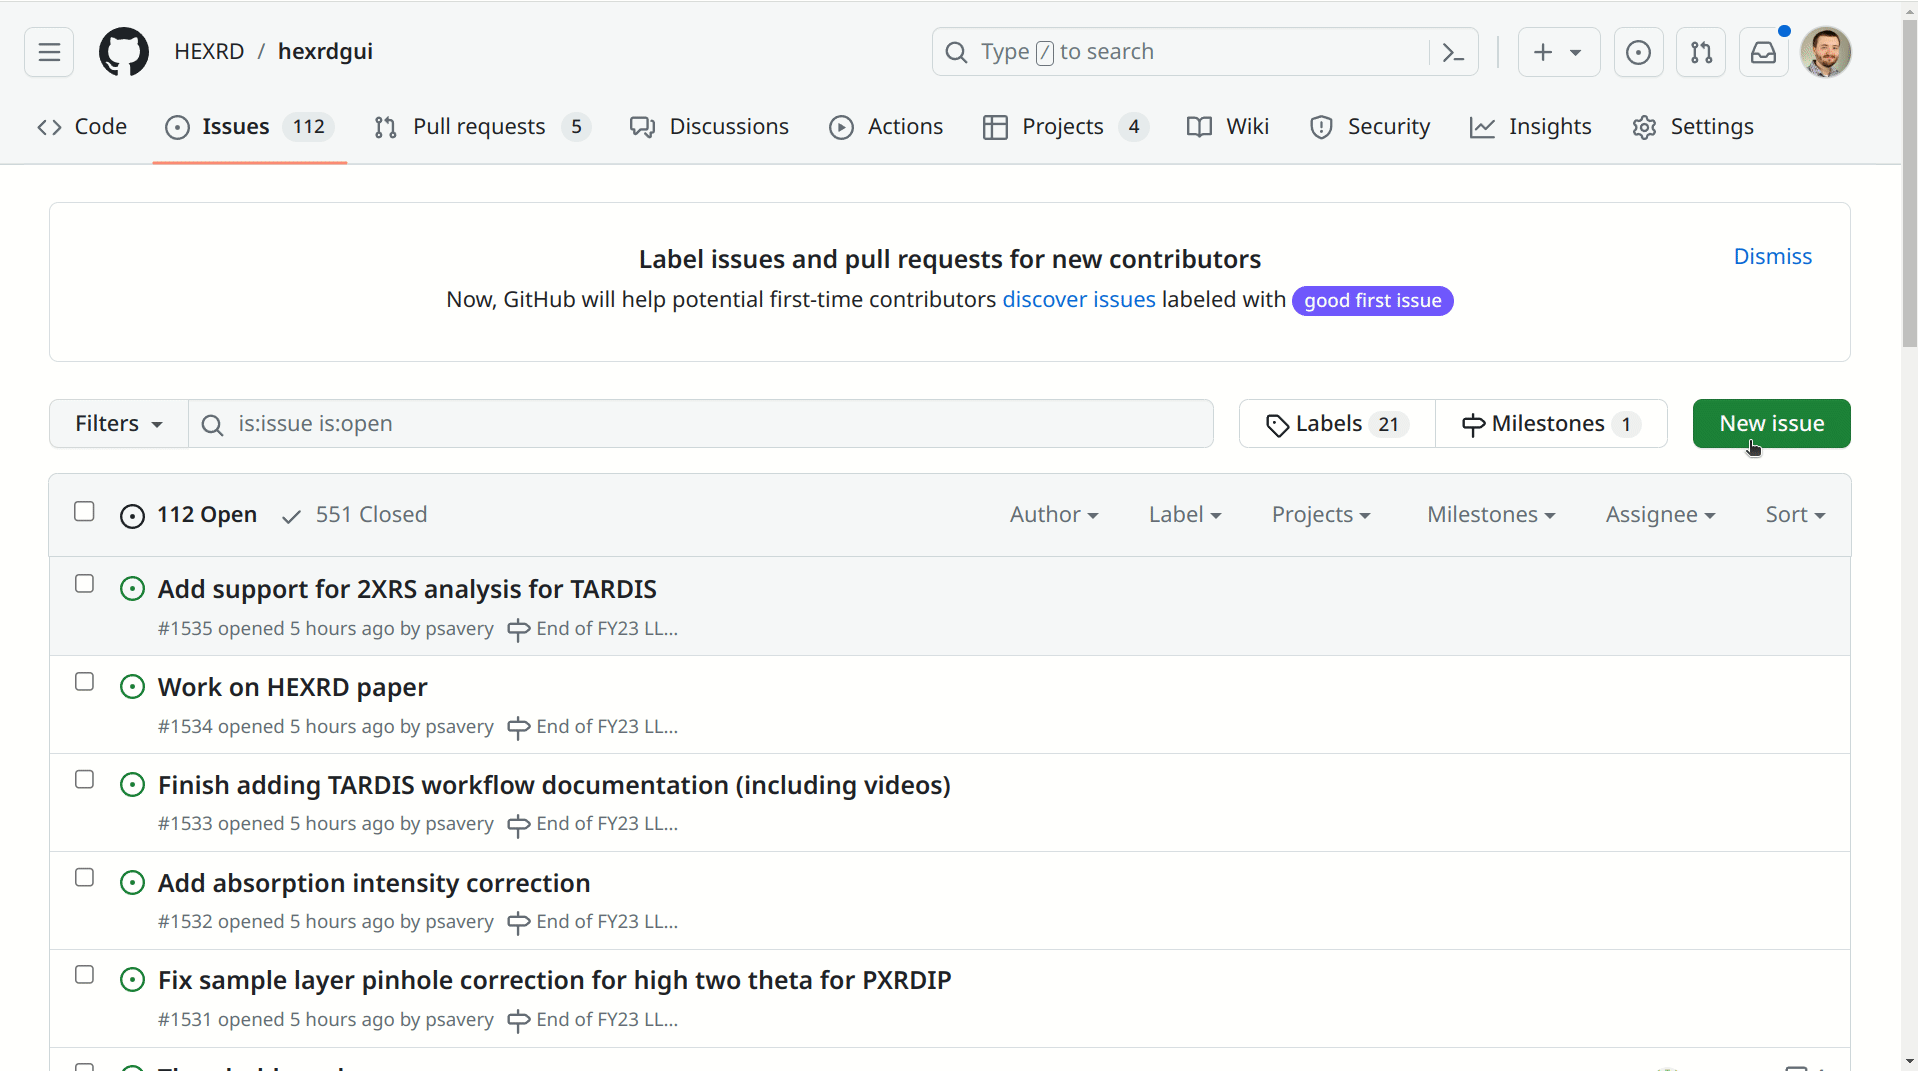 HEXRD / hexrdgui
Type / to search
Code
Issues 112
Pull requests 5
Discussions
Actions
Projects 4
Wiki
Security
Insights
Settings
Label issues and pull requests for new contributors
Dismiss
Now, GitHub will help potential first-time contributors discover issues labeled with good first issue
Filters
is:issue is:open
Labels 21
Milestones 1
New issue
112 Open
551 Closed
Author
Label
Projects
Milestones
Assignee
Sort
Add support for 2XRS analysis for TARDIS
#1535 opened 5 hours ago by psavery End of FY23 LL...
Work on HEXRD paper
#1534 opened 5 hours ago by psavery End of FY23 LL...
Finish adding TARDIS workflow documentation (including videos)
#1533 opened 5 hours ago by psavery End of FY23 LL...
Add absorption intensity correction
#1532 opened 5 hours ago by psavery End of FY23 LL...
Fix sample layer pinhole correction for high two theta for PXRDIP
#1531 opened 5 hours ago by psavery End of FY23 LL...